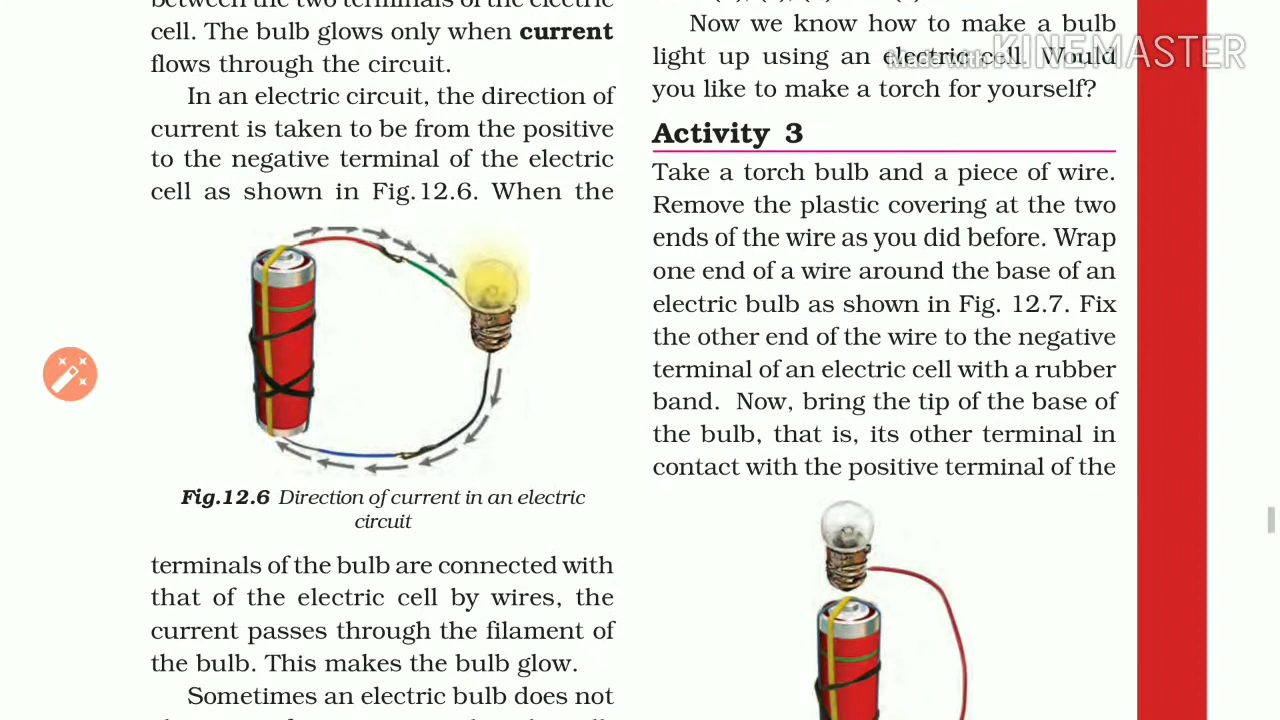 between the two terminals of the electric
cell. The bulb glows only when current
flows through the circuit.
In an electric circuit, the direction of
current is taken to be from the positive
to the negative terminal of the electric
cell as shown in Fig.12.6. When the
Fig.12.6 Direction of current in an electric
circuit
terminals of the bulb are connected with
that of the electric cell by wires, the
current passes through the filament of
the bulb. This makes the bulb glow.
Sometimes an electric bulb does not
Now we know how to make a bulb
light up using an electric cell. Would
you like to make a torch for yourself?
Activity 3
Take a torch bulb and a piece of wire.
Remove the plastic covering at the two
ends of the wire as you did before. Wrap
one end of a wire around the base of an
electric bulb as shown in Fig. 12.7. Fix
the other end of the wire to the negative
terminal of an electric cell with a rubber
band. Now, bring the tip of the base of
the bulb, that is, its other terminal in
contact with the positive terminal of the
Made with KINEMASTER